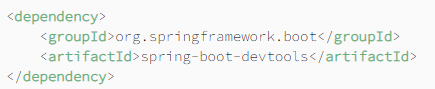 <dependency>
    <groupId>org.springframework.boot</groupId>
    <artifactId>spring-boot-devtools</artifactId>
</dependency>